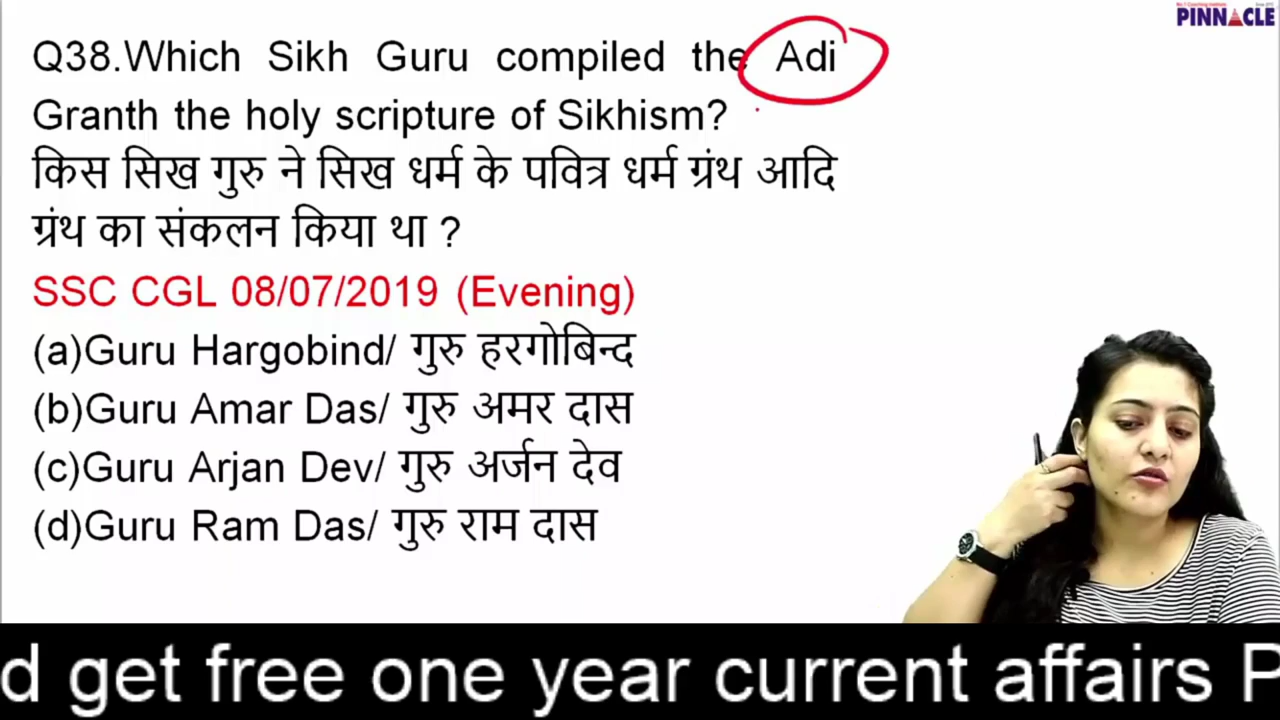 PINNACLE
Q38.Which Sikh Guru compiled the Adi
Granth the holy scripture of Sikhism?
किस सिख गुरु ने सिख धर्म के पवित्र धर्म ग्रंथ आदि
ग्रंथ का संकलन किया था ?
SSC CGL 08/07/2019 (Evening)
(a)Guru Hargobind/ गुरु हरगोबिन्द
(b)Guru Amar Das/ गुरु अमर दास
(c)Guru Arjan Dev/ गुरु अर्जन देव
(d)Guru Ram Das/ गुरु राम दास
d get free one year current affairs P